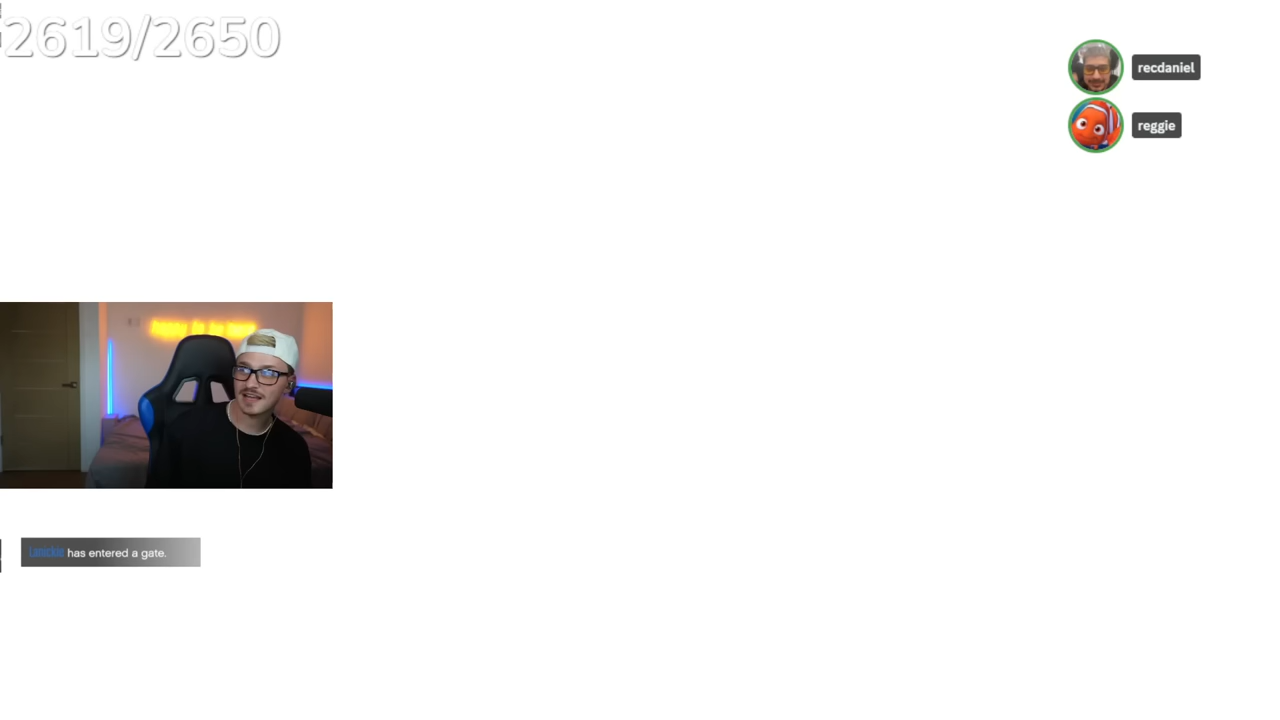 2619/2650
recdaniel
reggie
has entered a gate.